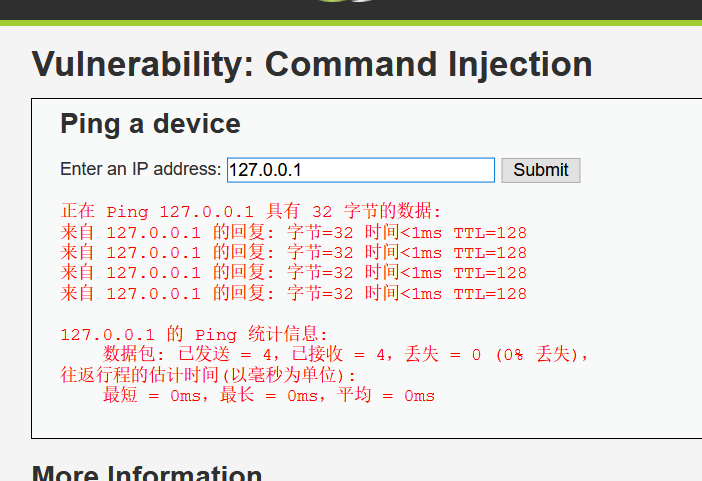 Vulnerability: Command Injection
Ping a device
Enter an IP address: 127.0.0.1 Submit
正在 Ping 127.0.0.1 具有 32 字节的数据:
来自 127.0.0.1 的回复: 字节=32 时间<1ms TTL=128
来自 127.0.0.1 的回复: 字节=32 时间<1ms TTL=128
来自 127.0.0.1 的回复: 字节=32 时间<1ms TTL=128
来自 127.0.0.1 的回复: 字节=32 时间<1ms TTL=128
127.0.0.1 的 Ping 统计信息:
数据包: 已发送 = 4，已接收 = 4，丢失 = 0 (0% 丢失)，
往返行程的估计时间(以毫秒为单位):
最短 = 0ms，最长 = 0ms，平均 = 0ms
More Information